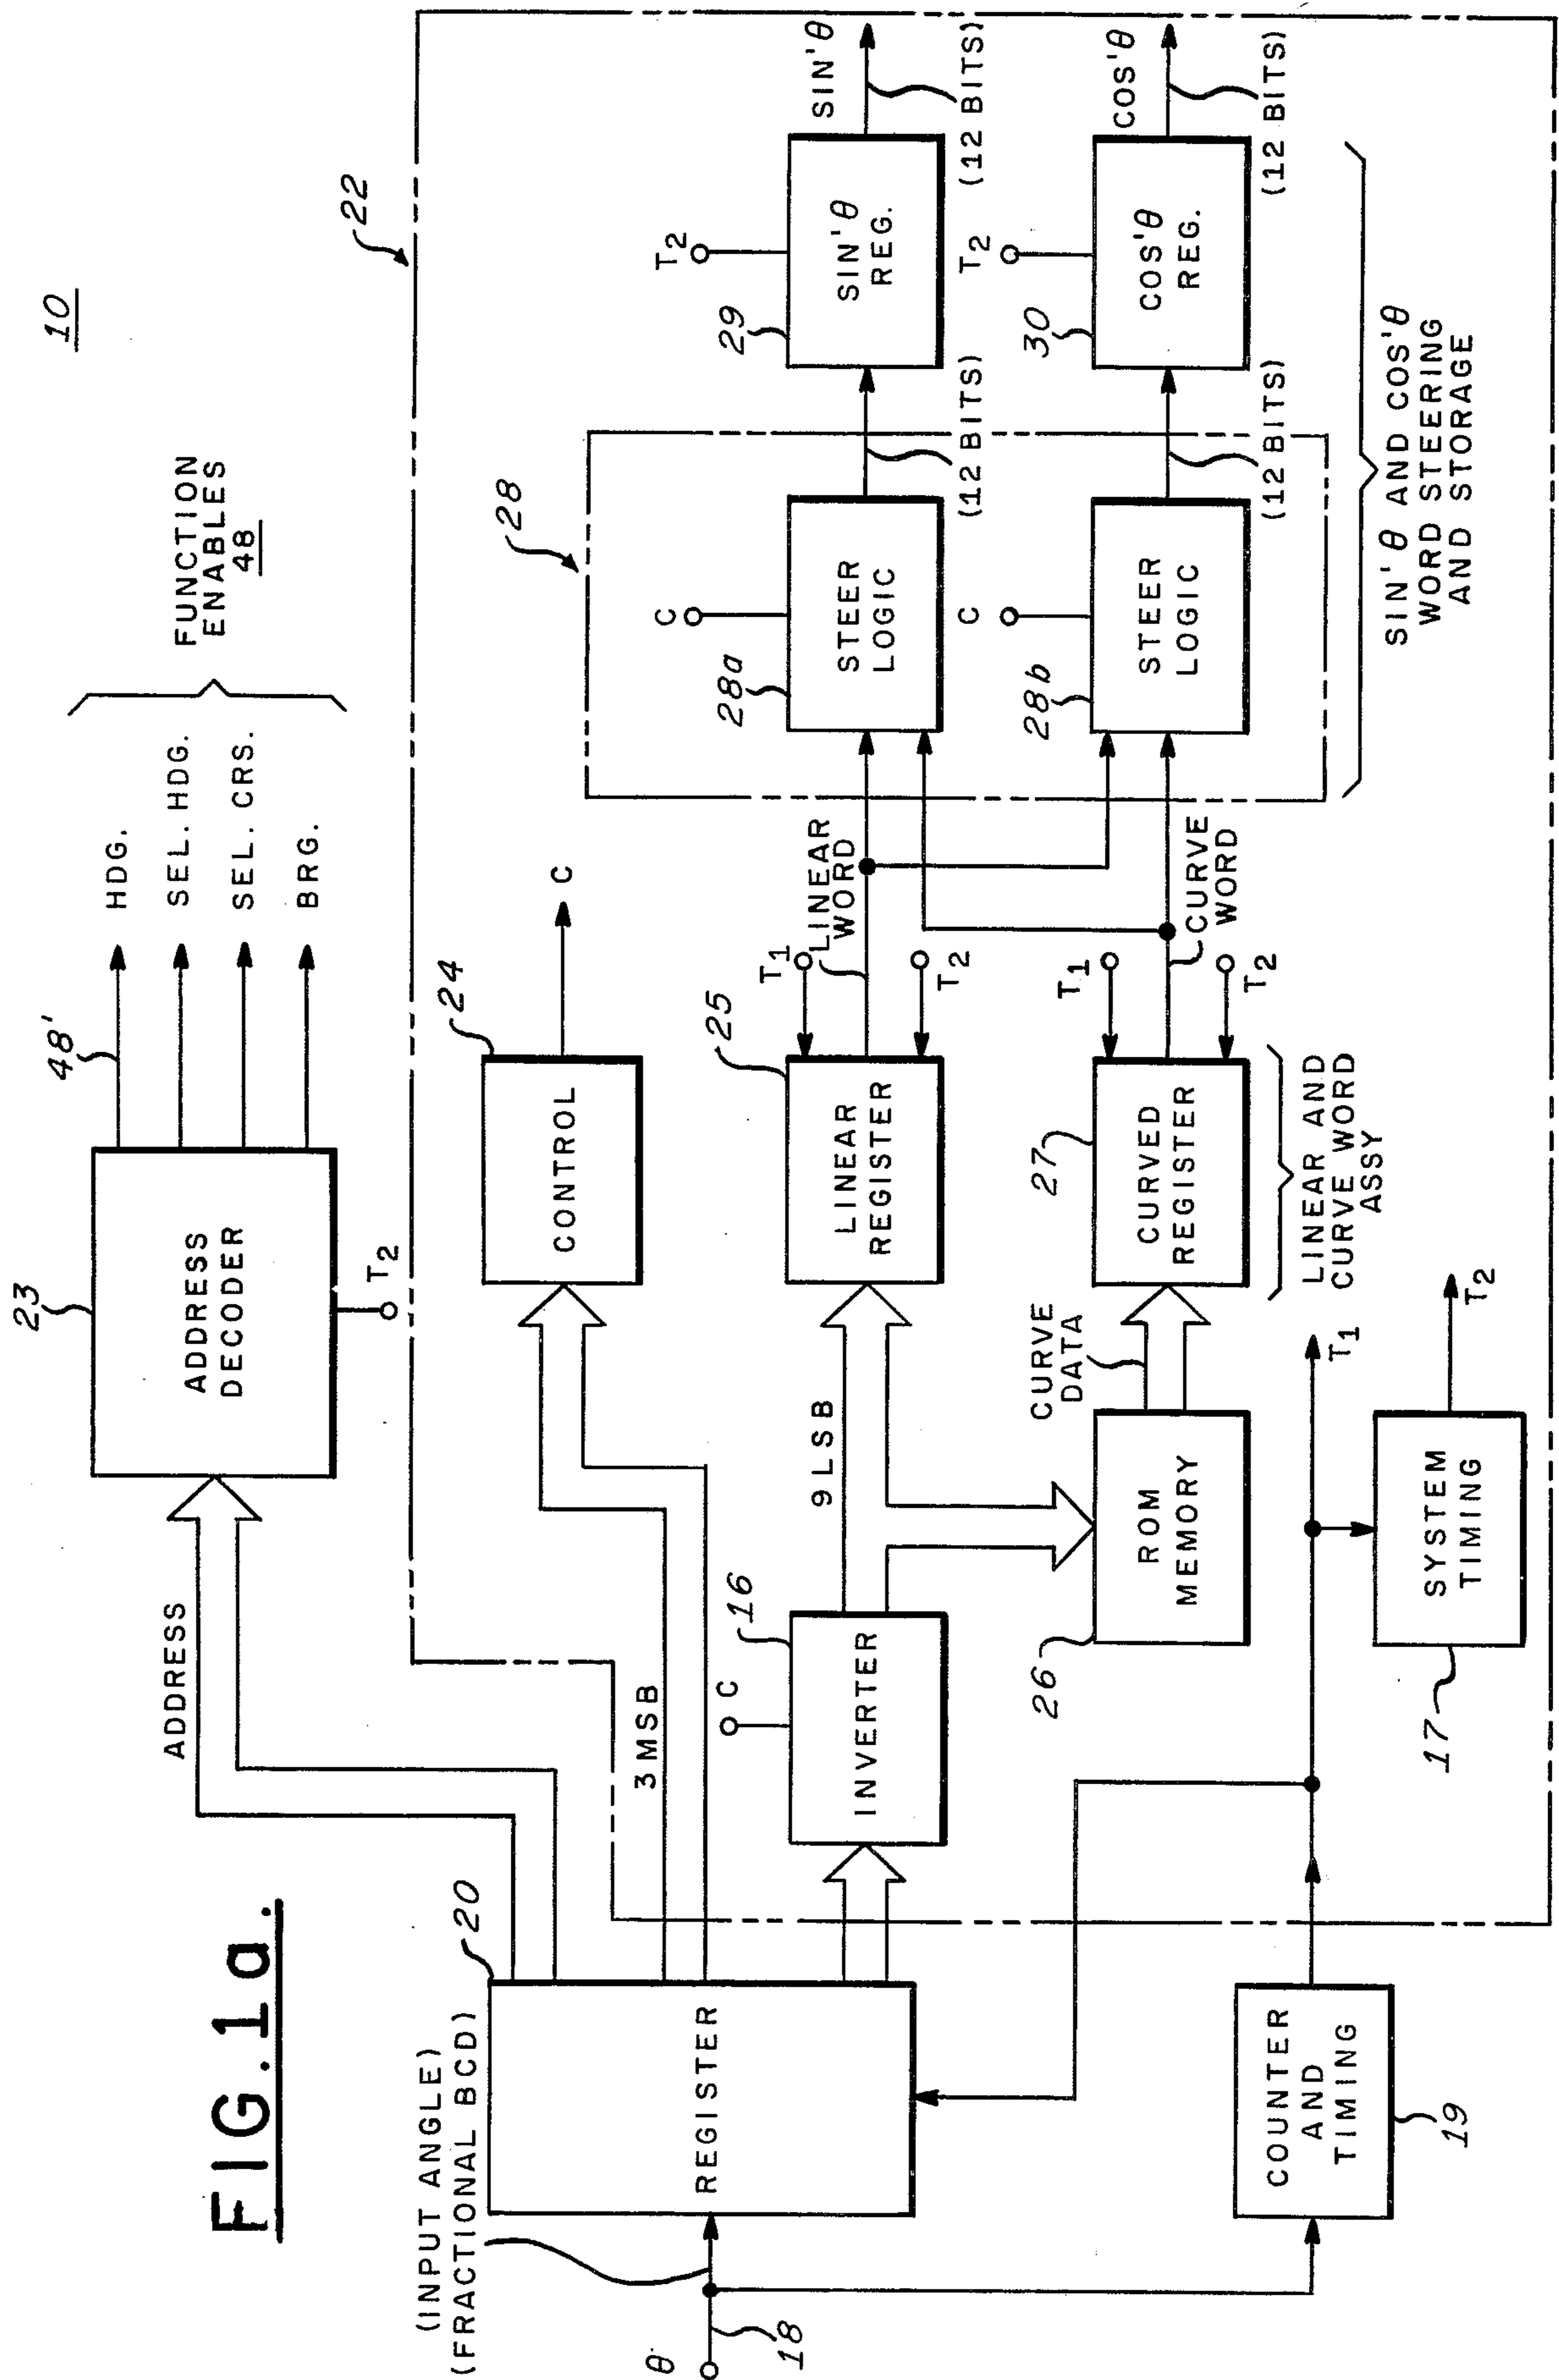 FIG.1a.
10
θ
18
(INPUT ANGLE)
(FRACTIONAL BCD)
20
REGISTER
COUNTER
AND
TIMING
19
ADDRESS
23
ADDRESS
DECODER
T2
48'
HDG.
SEL.HDG.
SEL.CRS.
BRG.
FUNCTION
ENABLES
48
22
3 MSB
24
CONTROL
C
C
16
INVERTER
9 LSB
25
LINEAR
REGISTER
T1
T2
LINEAR
WORD
26
ROM
MEMORY
CURVE
DATA
27
CURVED
REGISTER
T1
T2
CURVE
WORD
LINEAR AND
CURVE WORD
ASSY
17
SYSTEM
TIMING
T1
T2
28
28a
C
STEER
LOGIC
(12 BITS)
28b
C
STEER
LOGIC
(12 BITS)
29
T2
SIN'θ
REG.
SIN'θ
(12 BITS)
30
T2
COS'θ
REG.
COS'θ
(12 BITS)
SIN'θ AND COS'θ
WORD STEERING
AND STORAGE